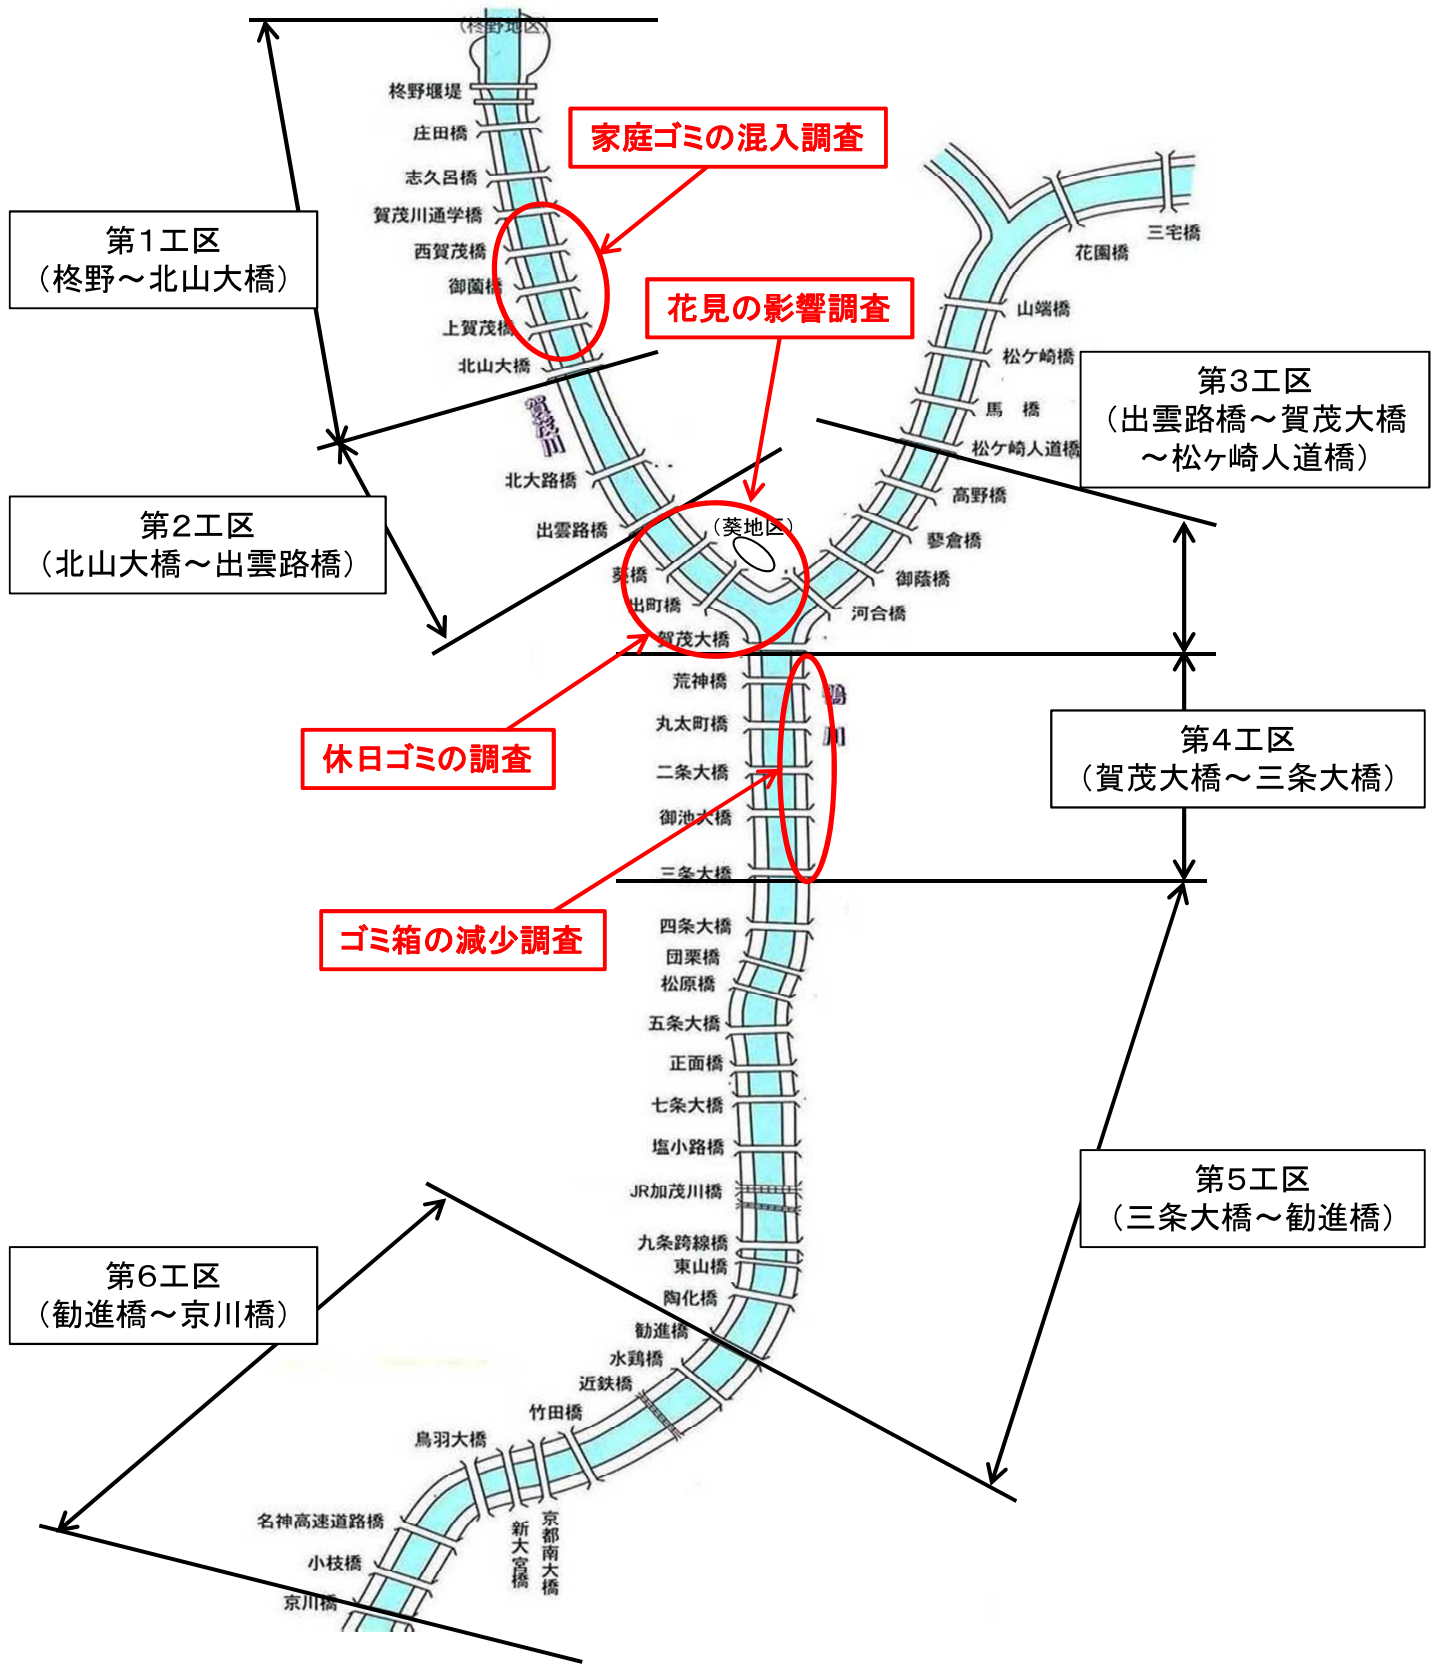 （柊野地区）
柊野堰堤
庄田橋
志久呂橋
賀茂川通学橋
西賀茂橋
御薗橋
上賀茂橋
北山大橋
賀茂川
北大路橋
出雲路橋
葵橋
出町橋
賀茂大橋
（葵地区）
三宅橋
花園橋
山端橋
松ケ崎橋
馬　橋
松ケ崎人道橋
高野橋
蓼倉橋
御蔭橋
河合橋
荒神橋
鴨川
丸太町橋
二条大橋
御池大橋
三条大橋
四条大橋
団栗橋
松原橋
五条大橋
正面橋
七条大橋
塩小路橋
JR加茂川橋
九条跨線橋
東山橋
陶化橋
勧進橋
水鶏橋
近鉄橋
竹田橋
鳥羽大橋
京都南大橋
新大宮橋
名神高速道路橋
小枝橋
京川橋
家庭ゴミの混入調査
花見の影響調査
休日ゴミの調査
ゴミ箱の減少調査
第１工区
（柊野～北山大橋）
第２工区
（北山大橋～出雲路橋）
第３工区
（出雲路橋～賀茂大橋
～松ヶ崎人道橋）
第４工区
（賀茂大橋～三条大橋）
第５工区
（三条大橋～勧進橋）
第６工区
（勧進橋～京川橋）